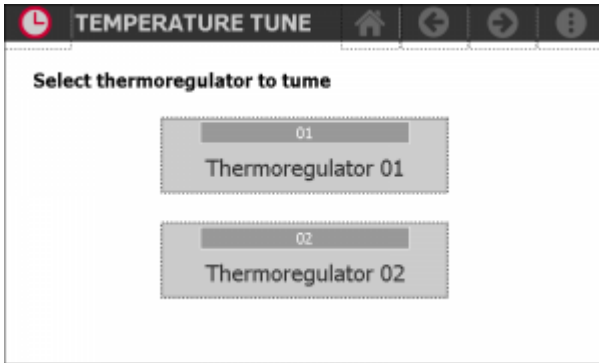 TEMPERATURE TUNE
Select thermoregulator to tume
01
Thermoregulator 01
02
Thermoregulator 02